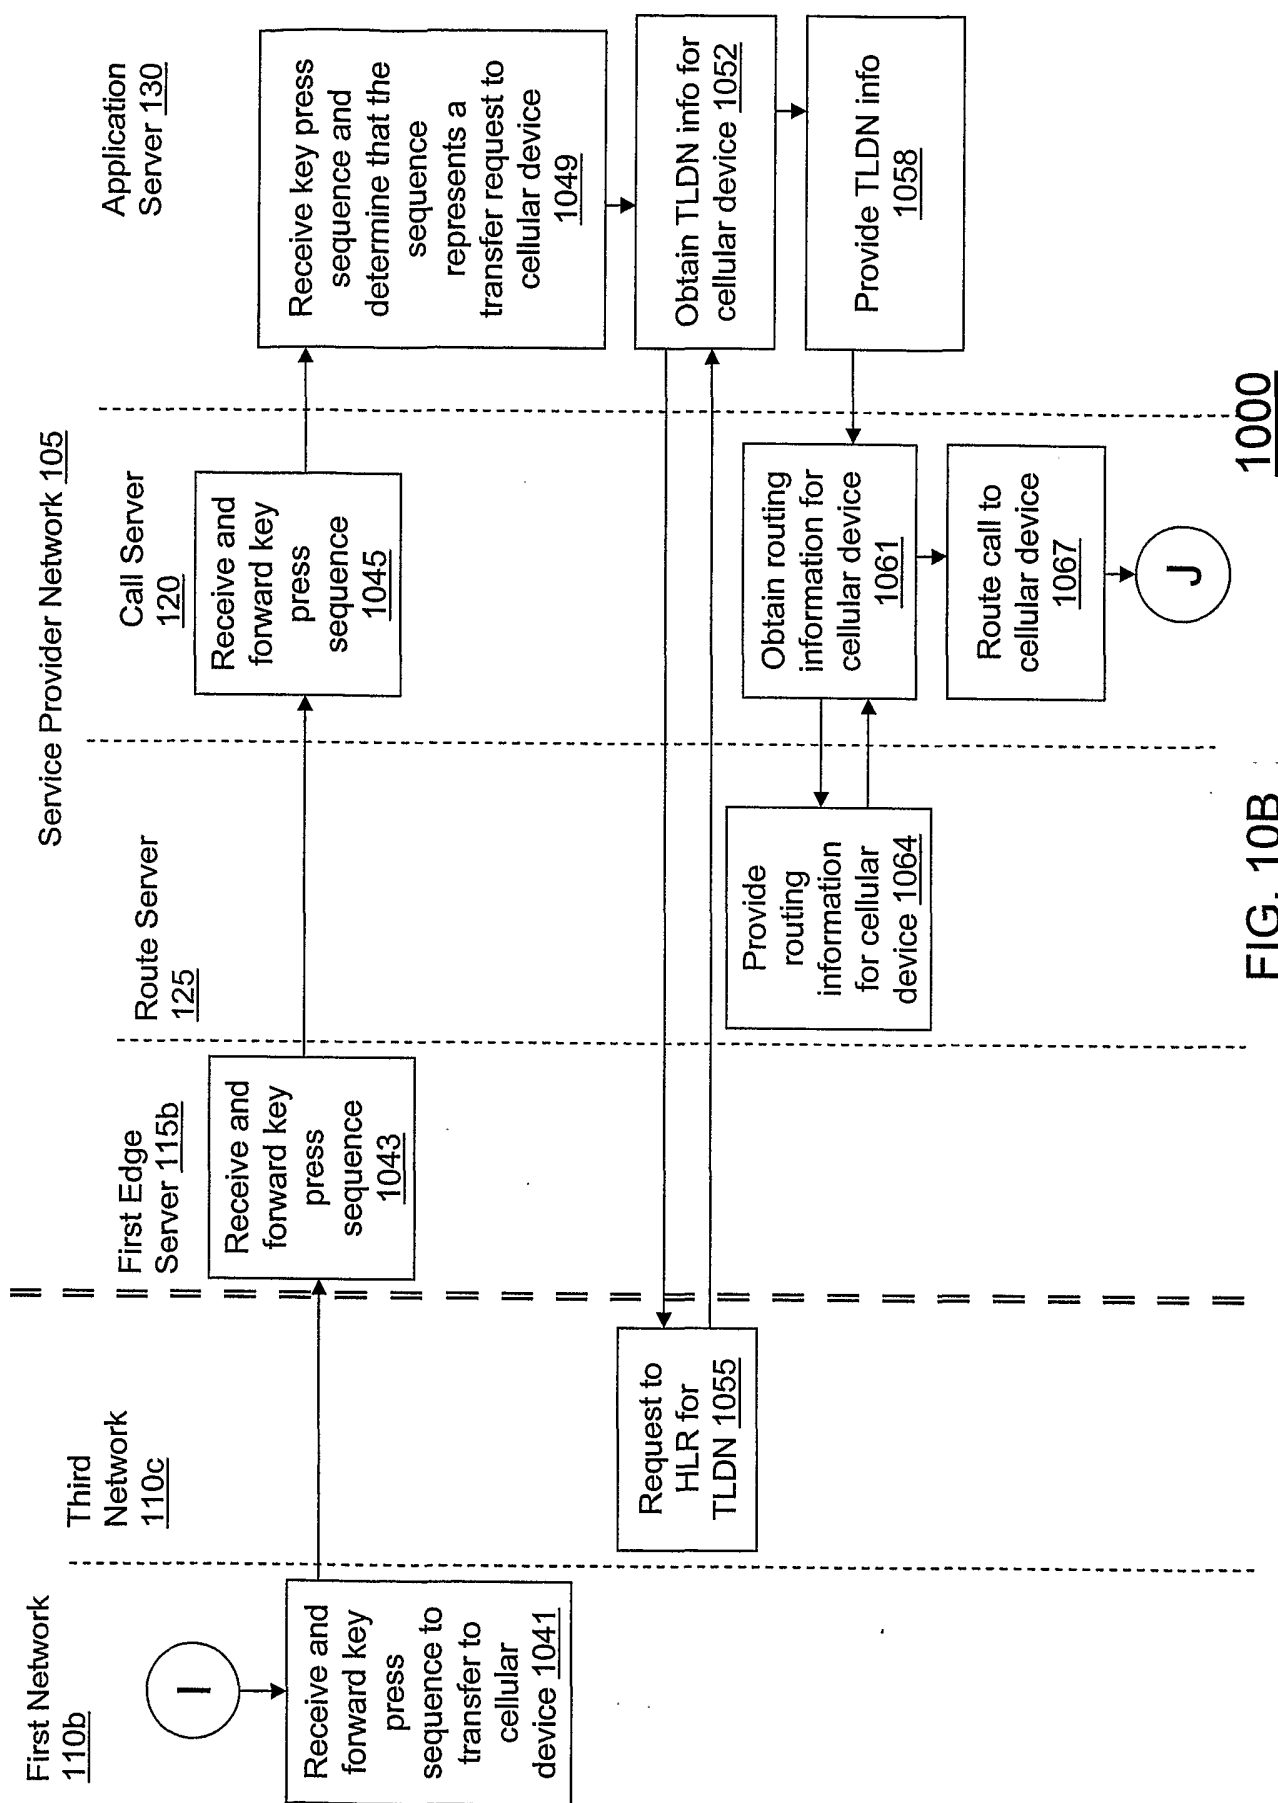 Service Provider Network 105
First Network
110b
Third
Network
110c
First Edge
Server 115b
Route Server
125
Call Server
120
Application
Server 130
I
Receive and
forward key
press
sequence to
transfer to
cellular
device 1041
Receive and
forward key
press
sequence
1043
Receive and
forward key
press
sequence
1045
Receive key press
sequence and
determine that the
sequence
represents a
transfer request to
cellular device
1049
Request to
HLR for
TLDN 1055
Obtain TLDN info for
cellular device 1052
Provide TLDN info
1058
Provide
routing
information
for cellular
device 1064
Obtain routing
information for
cellular device
1061
Route call to
cellular device
1067
J
FIG. 10B
1000